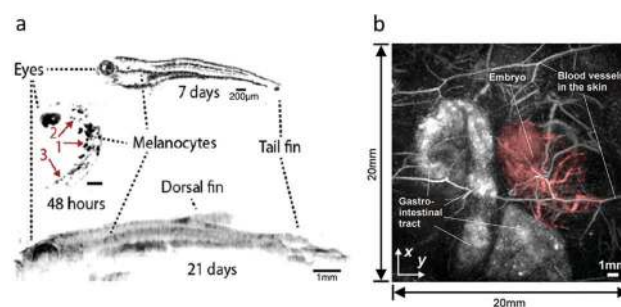 a
Eyes
7 days
200μm
2
1
3
Melanocytes
Tail fin
48 hours
Dorsal fin
21 days
1mm
b
20mm
Embryo
Blood vessels
in the skin
Gastro-
intestinal
tract
x
y
1mm
20mm